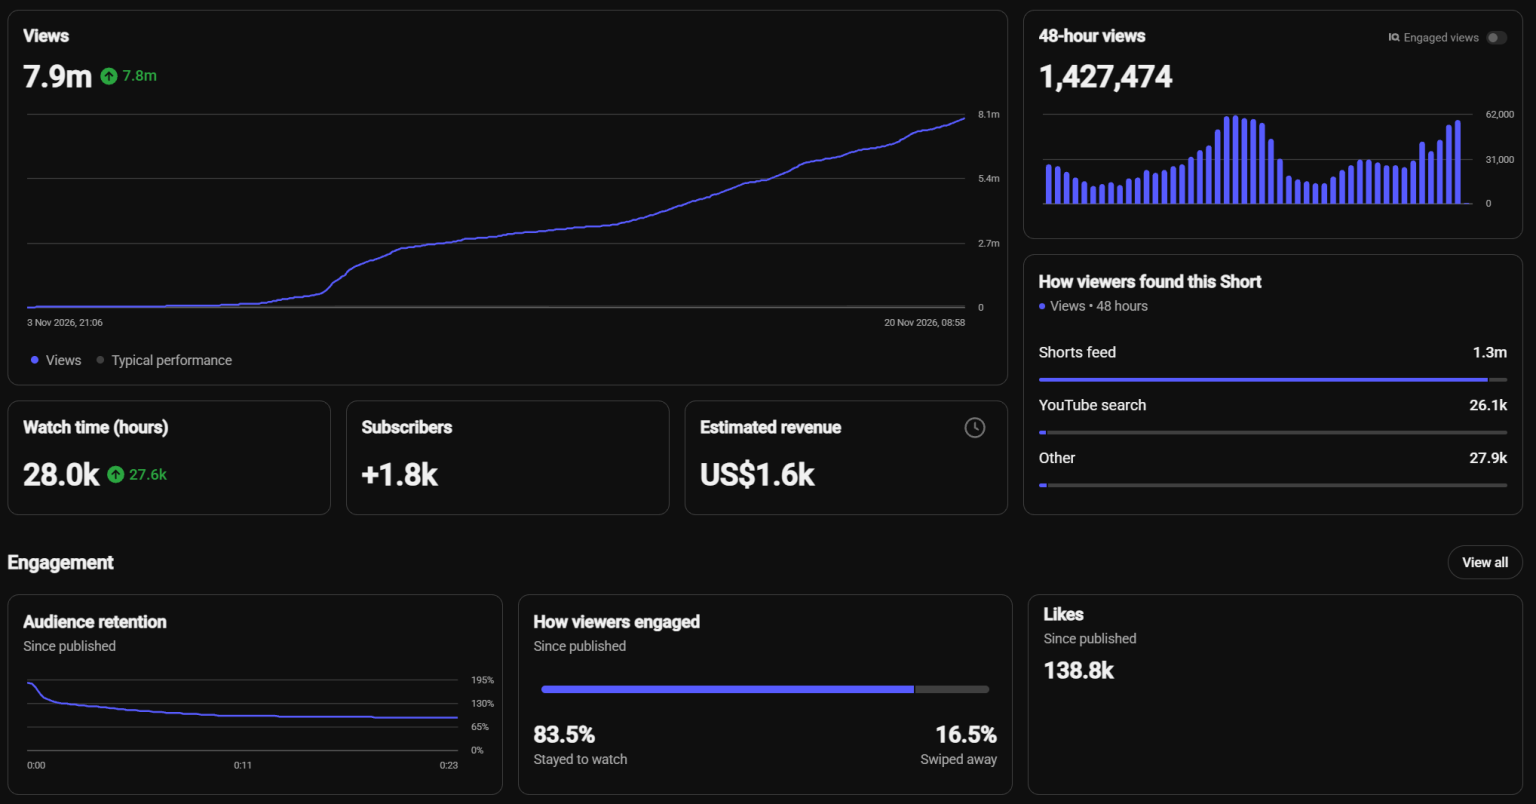 Views
7.9m 7.8m
8.1m
5.4m
2.7m
0
3 Nov 2026, 21:06 20 Nov 2026, 08:58
Views Typical performance
48-hour views
IQ Engaged views
1,427,474
62,000
31,000
0
How viewers found this Short
Views • 48 hours
Shorts feed 1.3m
YouTube search 26.1k
Other 27.9k
Watch time (hours)
28.0k 27.6k
Subscribers
+1.8k
Estimated revenue
US$1.6k
Engagement View all
Audience retention
Since published
195%
130%
65%
0%
0:00 0:11 0:23
How viewers engaged
Since published
83.5% 16.5%
Stayed to watch Swiped away
Likes
Since published
138.8k